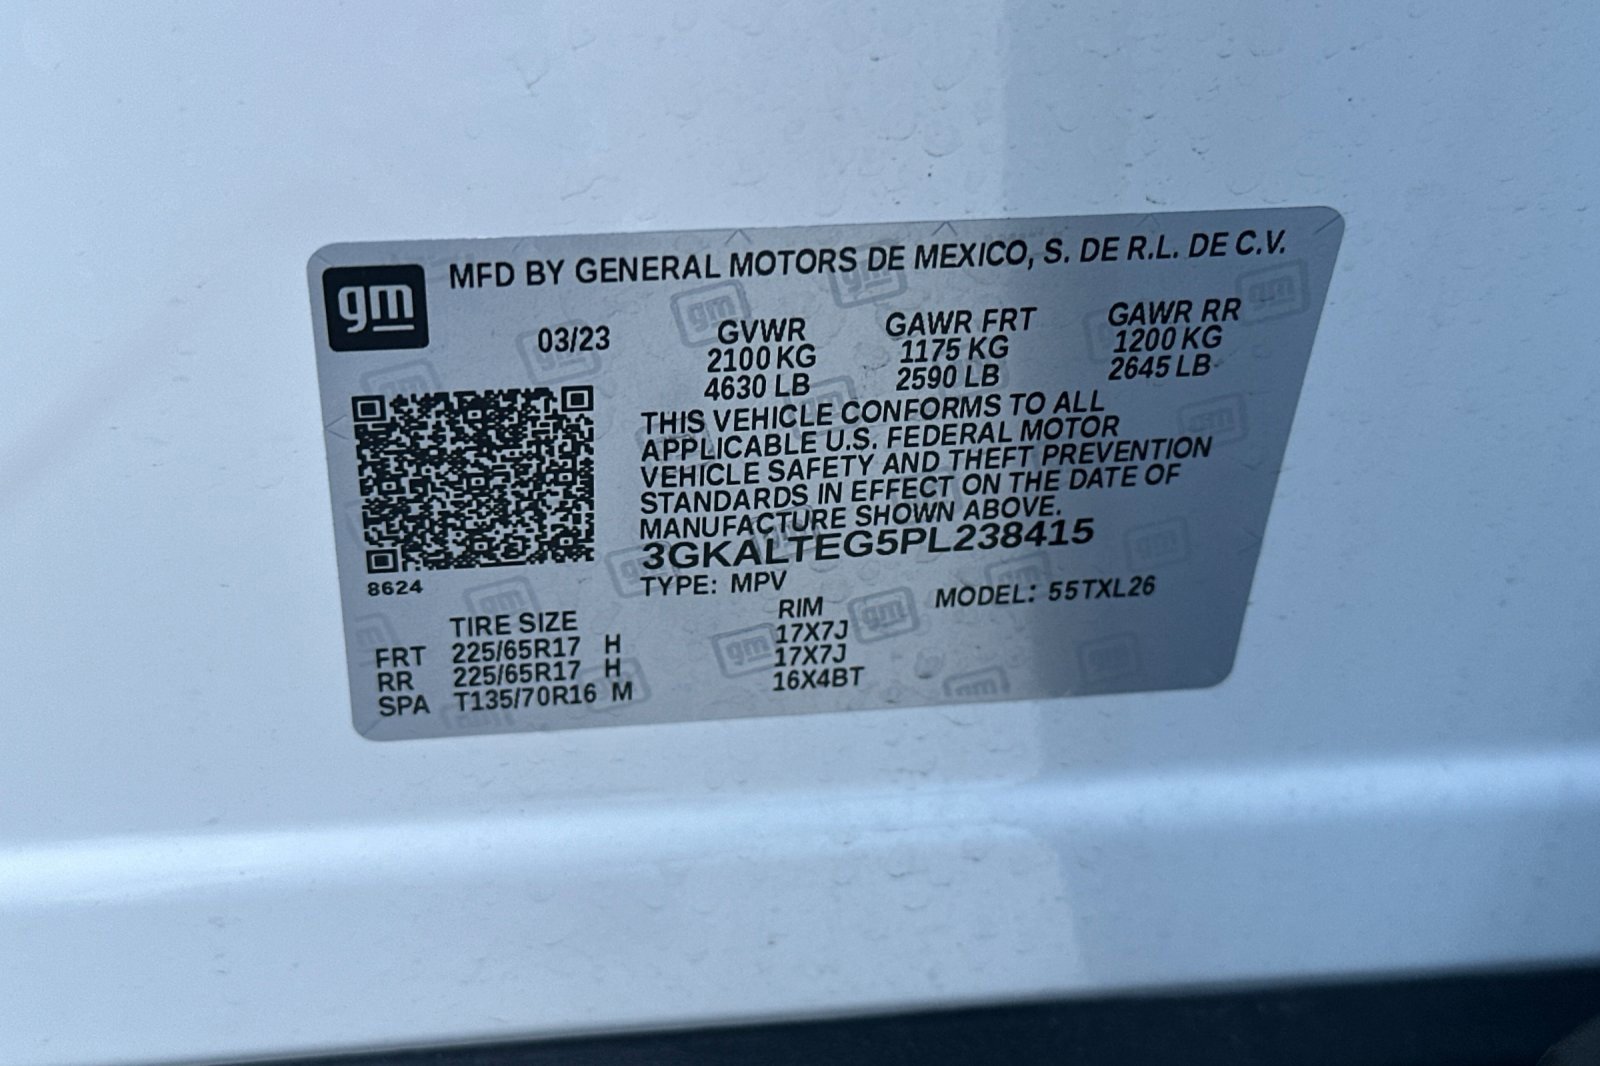 gm
MFD BY GENERAL MOTORS DE MEXICO, S. DE R.L. DE C.V.
03/23 GVWR GAWR FRT GAWR RR
2100 KG 1175 KG 1200 KG
4630 LB 2590 LB 2645 LB
THIS VEHICLE CONFORMS TO ALL
APPLICABLE U.S. FEDERAL MOTOR
VEHICLE SAFETY AND THEFT PREVENTION
STANDARDS IN EFFECT ON THE DATE OF
MANUFACTURE SHOWN ABOVE.
3GKALTEG5PL238415
8624
TYPE: MPV MODEL: 55TXL26
TIRE SIZE RIM
FRT 225/65R17 H 17X7J
RR 225/65R17 H 17X7J
SPA T135/70R16 M 16X4BT